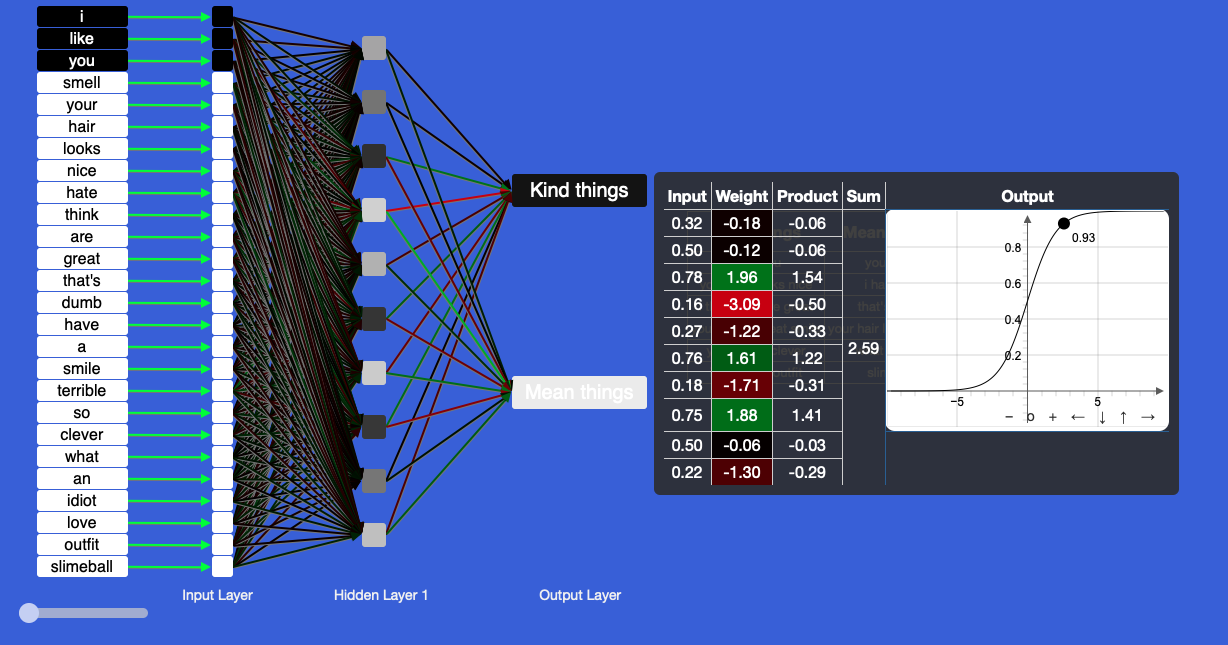 i
like
you
smell
your
hair
looks
nice
hate
think
are
great
that's
dumb
have
a
smile
terrible
so
clever
what
an
idiot
love
outfit
slimeball
Input Layer
Hidden Layer 1
Output Layer
Kind things
Mean things
Input Weight Product Sum Output
0.32 -0.18 -0.06
0.50 -0.12 -0.06
0.78 1.96 1.54
0.16 -3.09 -0.50
0.27 -1.22 -0.33
0.76 1.61 1.22
0.18 -1.71 -0.31
0.75 1.88 1.41
0.50 -0.06 -0.03
0.22 -1.30 -0.29
2.59
0.93
0.8
0.6
0.4
0.2
−5 5
− o + ← ↓ ↑ →